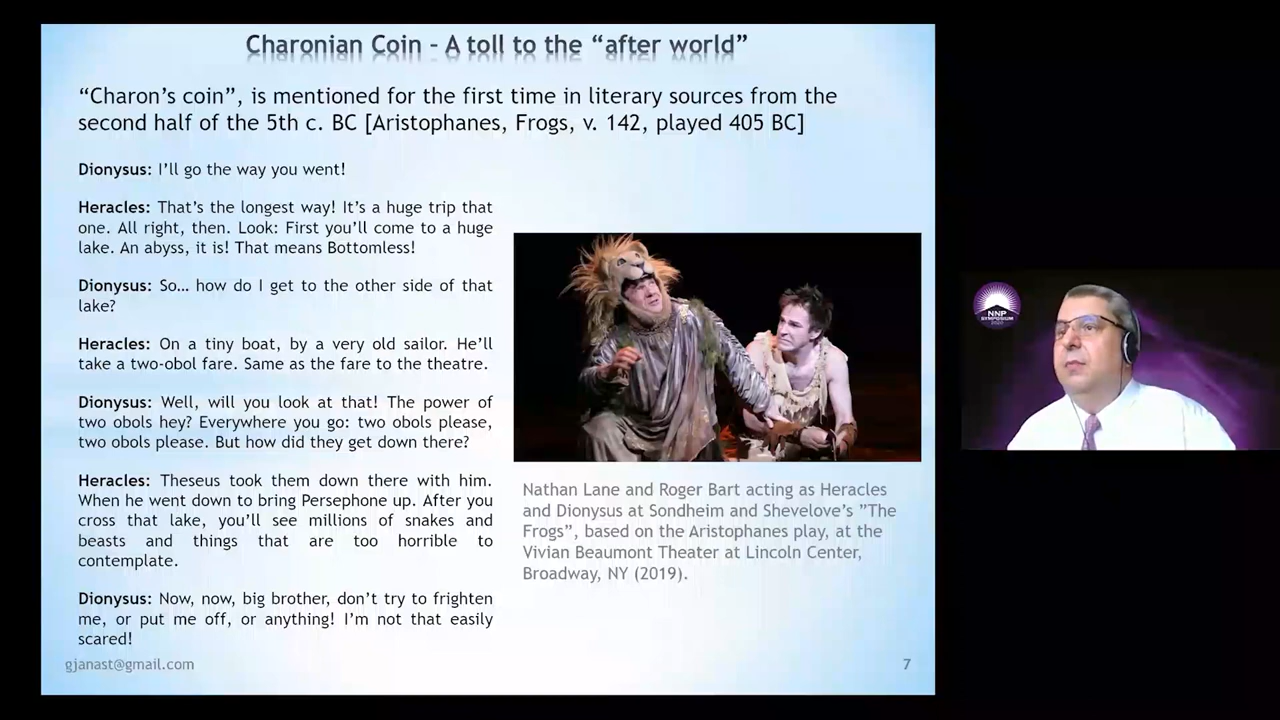 Charonian Coin – A toll to the “after world”
“Charon’s coin”, is mentioned for the first time in literary sources from the
second half of the 5th c. BC [Aristophanes, Frogs, v. 142, played 405 BC]
Dionysus: I’ll go the way you went!
Heracles: That’s the longest way! It’s a huge trip that
one. All right, then. Look: First you’ll come to a huge
lake. An abyss, it is! That means Bottomless!
Dionysus: So… how do I get to the other side of that
lake?
Heracles: On a tiny boat, by a very old sailor. He’ll
take a two-obol fare. Same as the fare to the theatre.
Dionysus: Well, will you look at that! The power of
two obols hey? Everywhere you go: two obols please,
two obols please. But how did they get down there?
Heracles: Theseus took them down there with him.
When he went down to bring Persephone up. After you
cross that lake, you’ll see millions of snakes and
beasts and things that are too horrible to
contemplate.
Dionysus: Now, now, big brother, don’t try to frighten
me, or put me off, or anything! I’m not that easily
scared!
Nathan Lane and Roger Bart acting as Heracles
and Dionysus at Sondheim and Shevelove’s ”The
Frogs”, based on the Aristophanes play, at the
Vivian Beaumont Theater at Lincoln Center,
Broadway, NY (2019).
gjanast@gmail.com
7
NNP
SYMPOSIUM